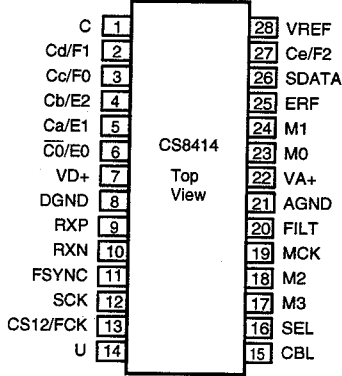 C 1 28 VREF
Cd/F1 2 27 Ce/F2
Cc/F0 3 26 SDATA
Cb/E2 4 25 ERF
Ca/E1 5 24 M1
C̅0̅/E0 6 CS8414 23 M0
VD+ 7 Top 22 VA+
DGND 8 View 21 AGND
RXP 9 20 FILT
RXN 10 19 MCK
FSYNC 11 18 M2
SCK 12 17 M3
CS12/FCK 13 16 SEL
U 14 15 CBL